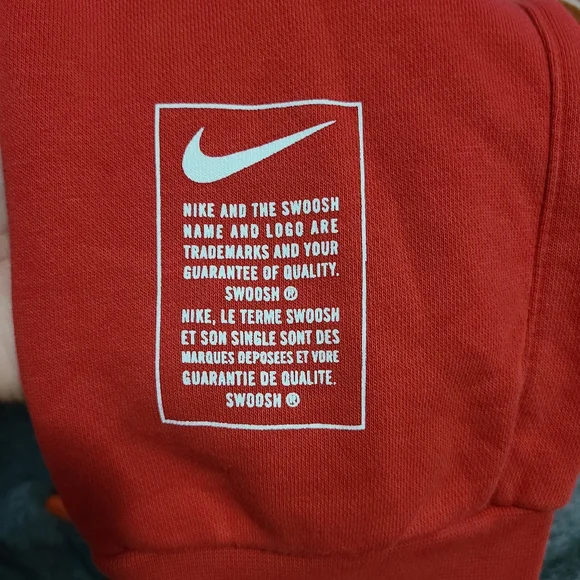 NIKE AND THE SWOOSH
NAME AND LOGO ARE
TRADEMARKS AND YOUR
GUARANTEE OF QUALITY.
SWOOSH ®
NIKE, LE TERME SWOOSH
ET SON SINGLE SONT DES
MARQUES DEPOSEES ET VORE
GUARANTIE DE QUALITE.
SWOOSH ®